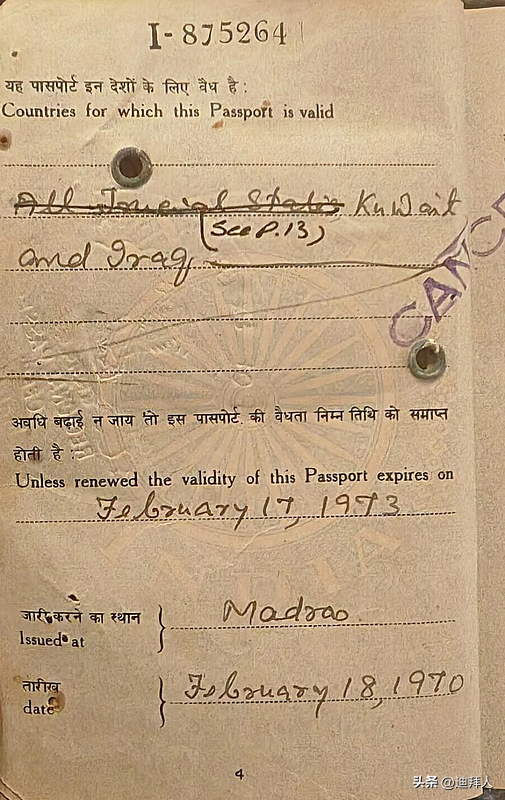 I-875264
यह पासपोर्ट इन देशों के लिए वैध है :
Countries for which this Passport is valid
All Trucial States Kuwait
(See P.13)
and Iraq
CANCE
अवधि बढ़ाई न जाय तो इस पासपोर्ट की वैधता निम्न तिथि को समाप्त
होती है :
Unless renewed the validity of this Passport expires on
February 17, 1973
जारी करने का स्थान
Issued at
Madras
तारीख
date
February 18, 1970
4
头条 @迪拜人